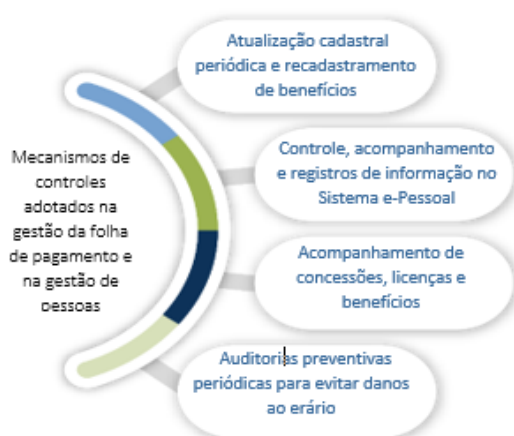 Mecanismos de
controles
adotados na
gestão da folha
de pagamento e
na gestão de
pessoas
Atualização cadastral
periódica e recadastramento
de benefícios
Controle, acompanhamento
e registros de informação no
Sistema e-Pessoal
Acompanhamento de
concessões, licenças e
benefícios
Auditorias preventivas
periódicas para evitar danos
ao erário